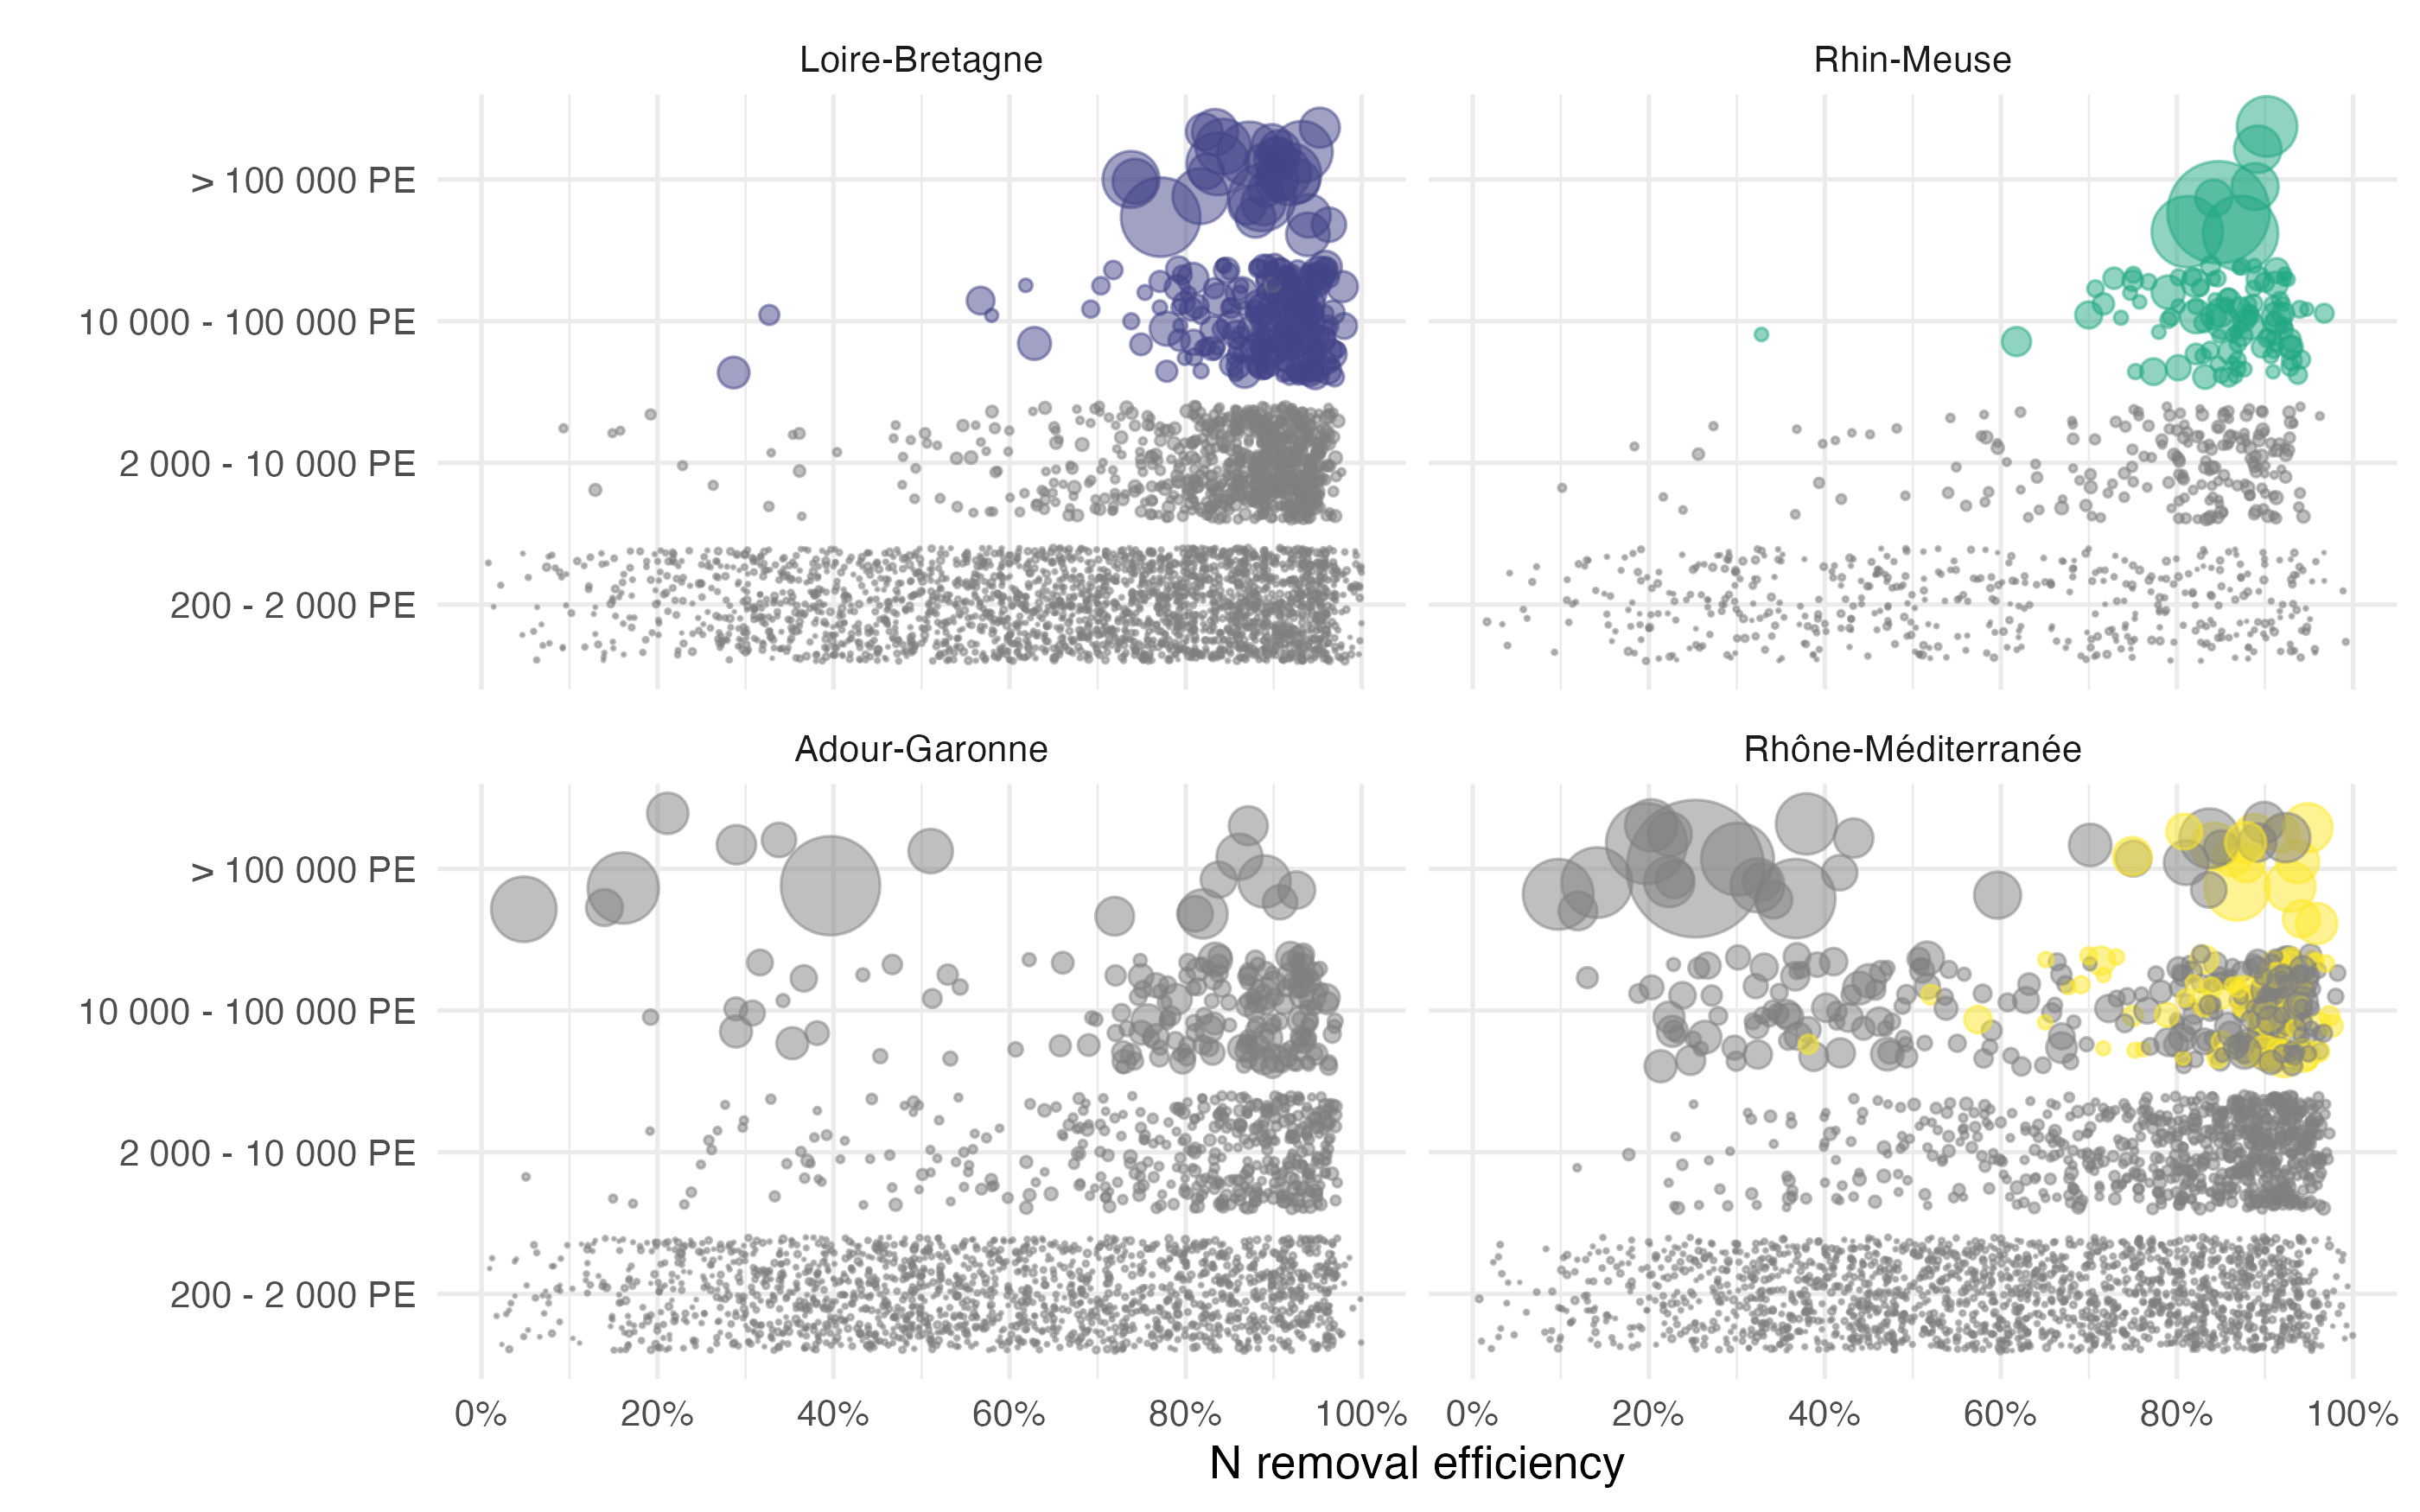 Loire-Bretagne
Rhin-Meuse
> 100 000 PE
10 000 - 100 000 PE
2 000 - 10 000 PE
200 - 2 000 PE
Adour-Garonne
Rhône-Méditerranée
> 100 000 PE
10 000 - 100 000 PE
2 000 - 10 000 PE
200 - 2 000 PE
0% 20% 40% 60% 80% 100% 0% 20% 40% 60% 80% 100%
N removal efficiency